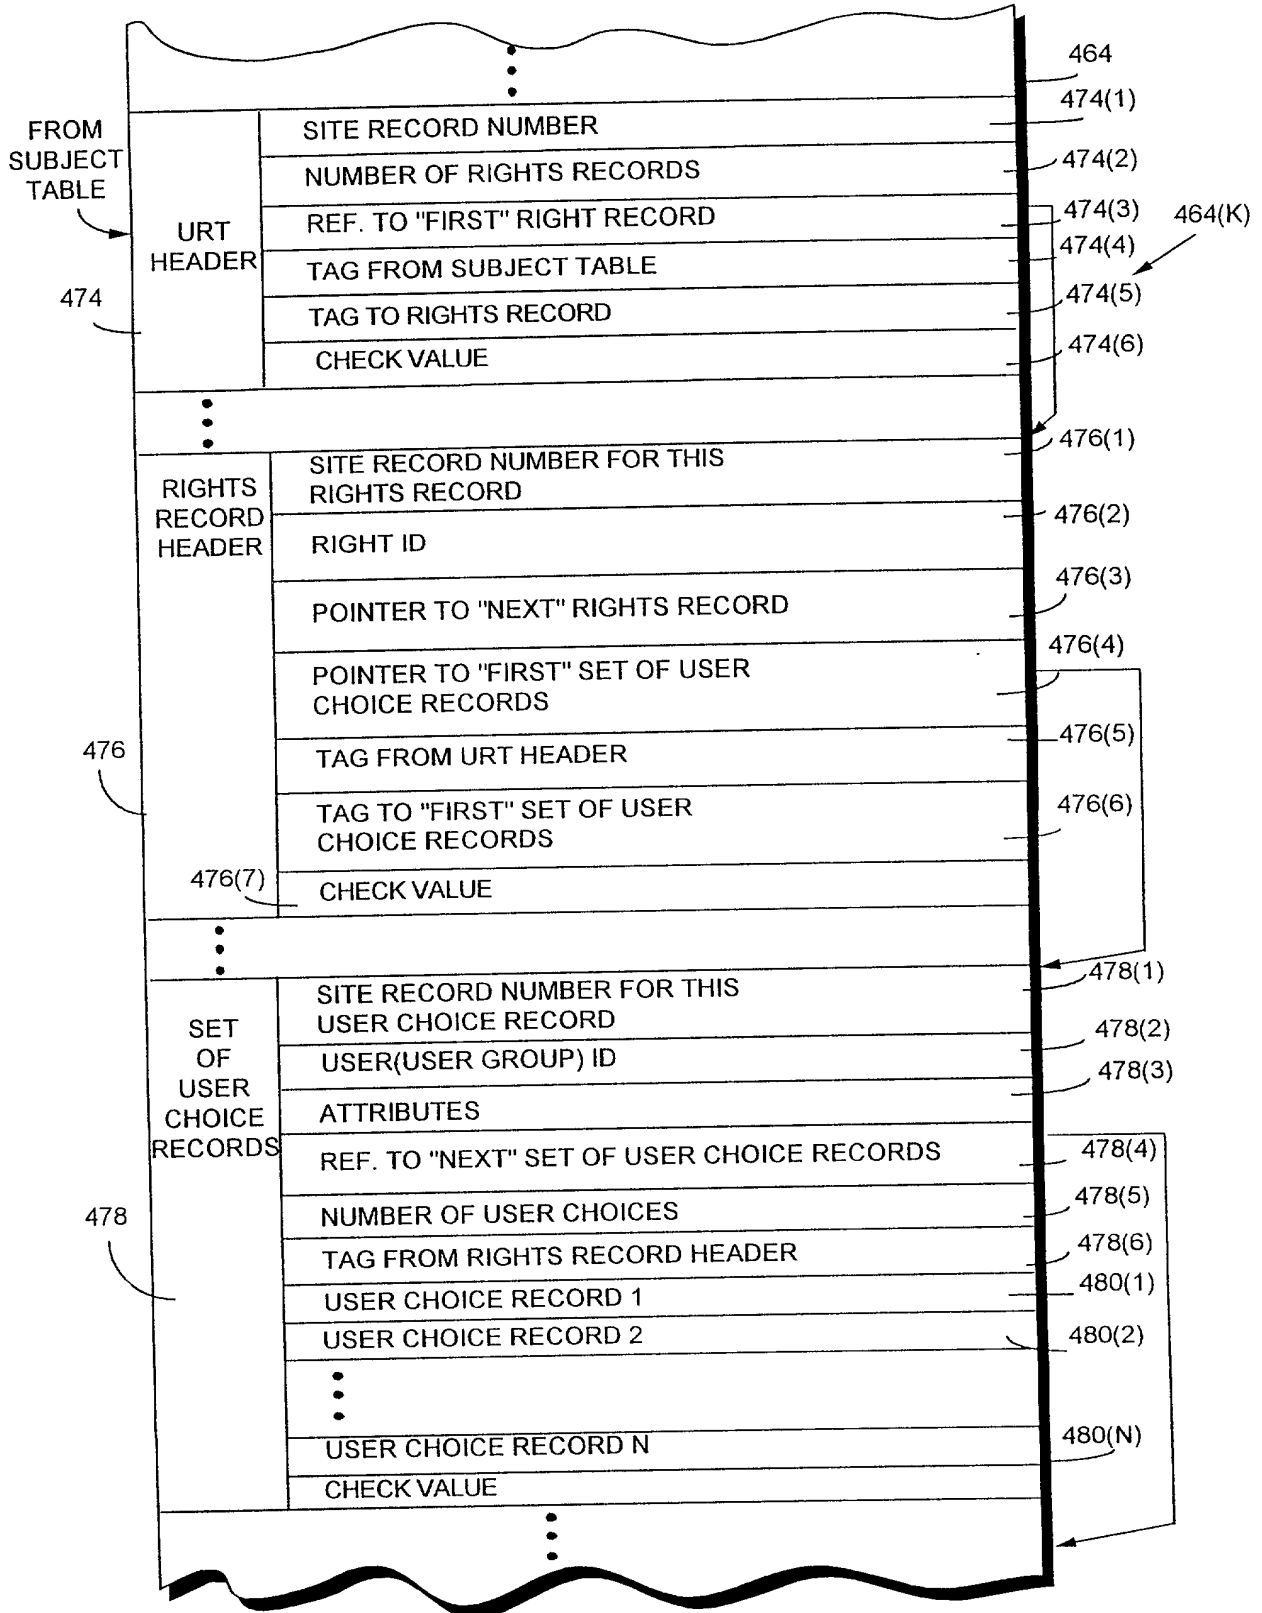 464
474(1)
FROM
SUBJECT
TABLE
SITE RECORD NUMBER
474(2)
NUMBER OF RIGHTS RECORDS
474(3)
464(K)
URT
HEADER
REF. TO "FIRST" RIGHT RECORD
474(4)
TAG FROM SUBJECT TABLE
474
474(5)
TAG TO RIGHTS RECORD
474(6)
CHECK VALUE
476(1)
RIGHTS
RECORD
HEADER
SITE RECORD NUMBER FOR THIS
RIGHTS RECORD
476(2)
RIGHT ID
476(3)
POINTER TO "NEXT" RIGHTS RECORD
476(4)
POINTER TO "FIRST" SET OF USER
CHOICE RECORDS
476
476(5)
TAG FROM URT HEADER
476(6)
TAG TO "FIRST" SET OF USER
CHOICE RECORDS
476(7)
CHECK VALUE
478(1)
SET
OF
USER
CHOICE
RECORDS
SITE RECORD NUMBER FOR THIS
USER CHOICE RECORD
478(2)
USER(USER GROUP) ID
478(3)
ATTRIBUTES
478(4)
REF. TO "NEXT" SET OF USER CHOICE RECORDS
478
478(5)
NUMBER OF USER CHOICES
478(6)
TAG FROM RIGHTS RECORD HEADER
480(1)
USER CHOICE RECORD 1
480(2)
USER CHOICE RECORD 2
480(N)
USER CHOICE RECORD N
CHECK VALUE